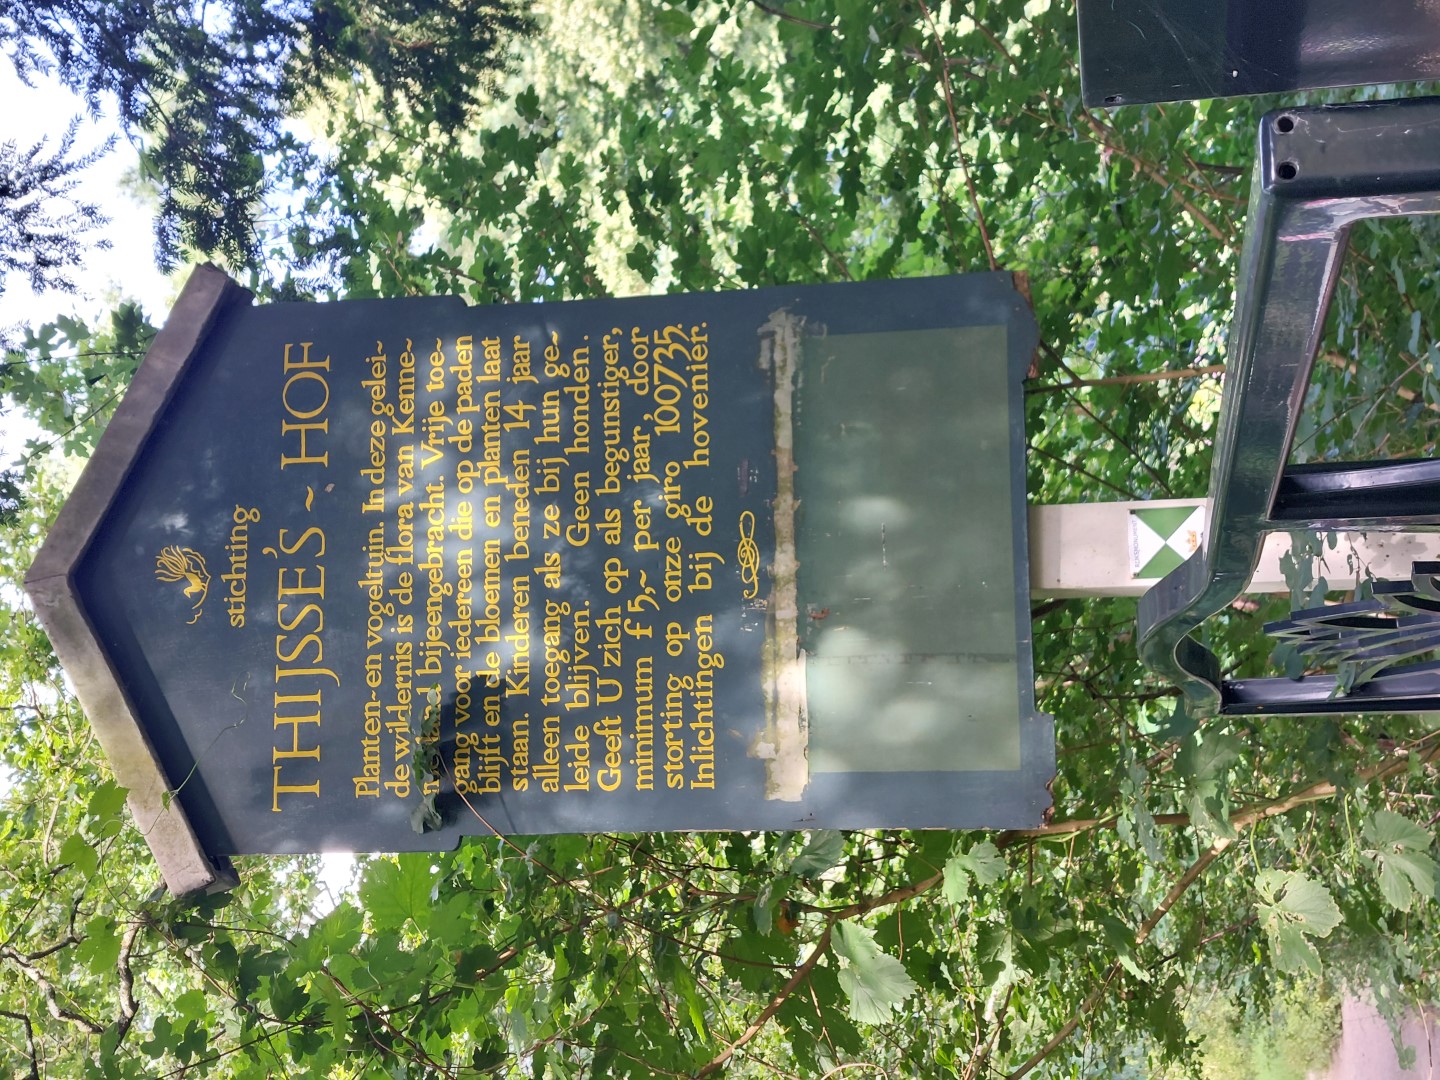 stichting
THIJSSE'S~HOF
Planten~ en vogeltuin. In deze gelei~
de wildernis is de flora van Kenne~
bijeengebracht. Vrije toe~
gang voor iedereen die op de paden
blijft en de bloemen en planten laat
staan. Kinderen beneden 14 jaar
alleen toegang als ze bij hun ge~
leide blijven. Geen honden.
Geeft U zich op als begunstiger,
minimum f 5,~ per jaar, door
storting op onze giro 100735.
Inlichtingen bij de hovenier.